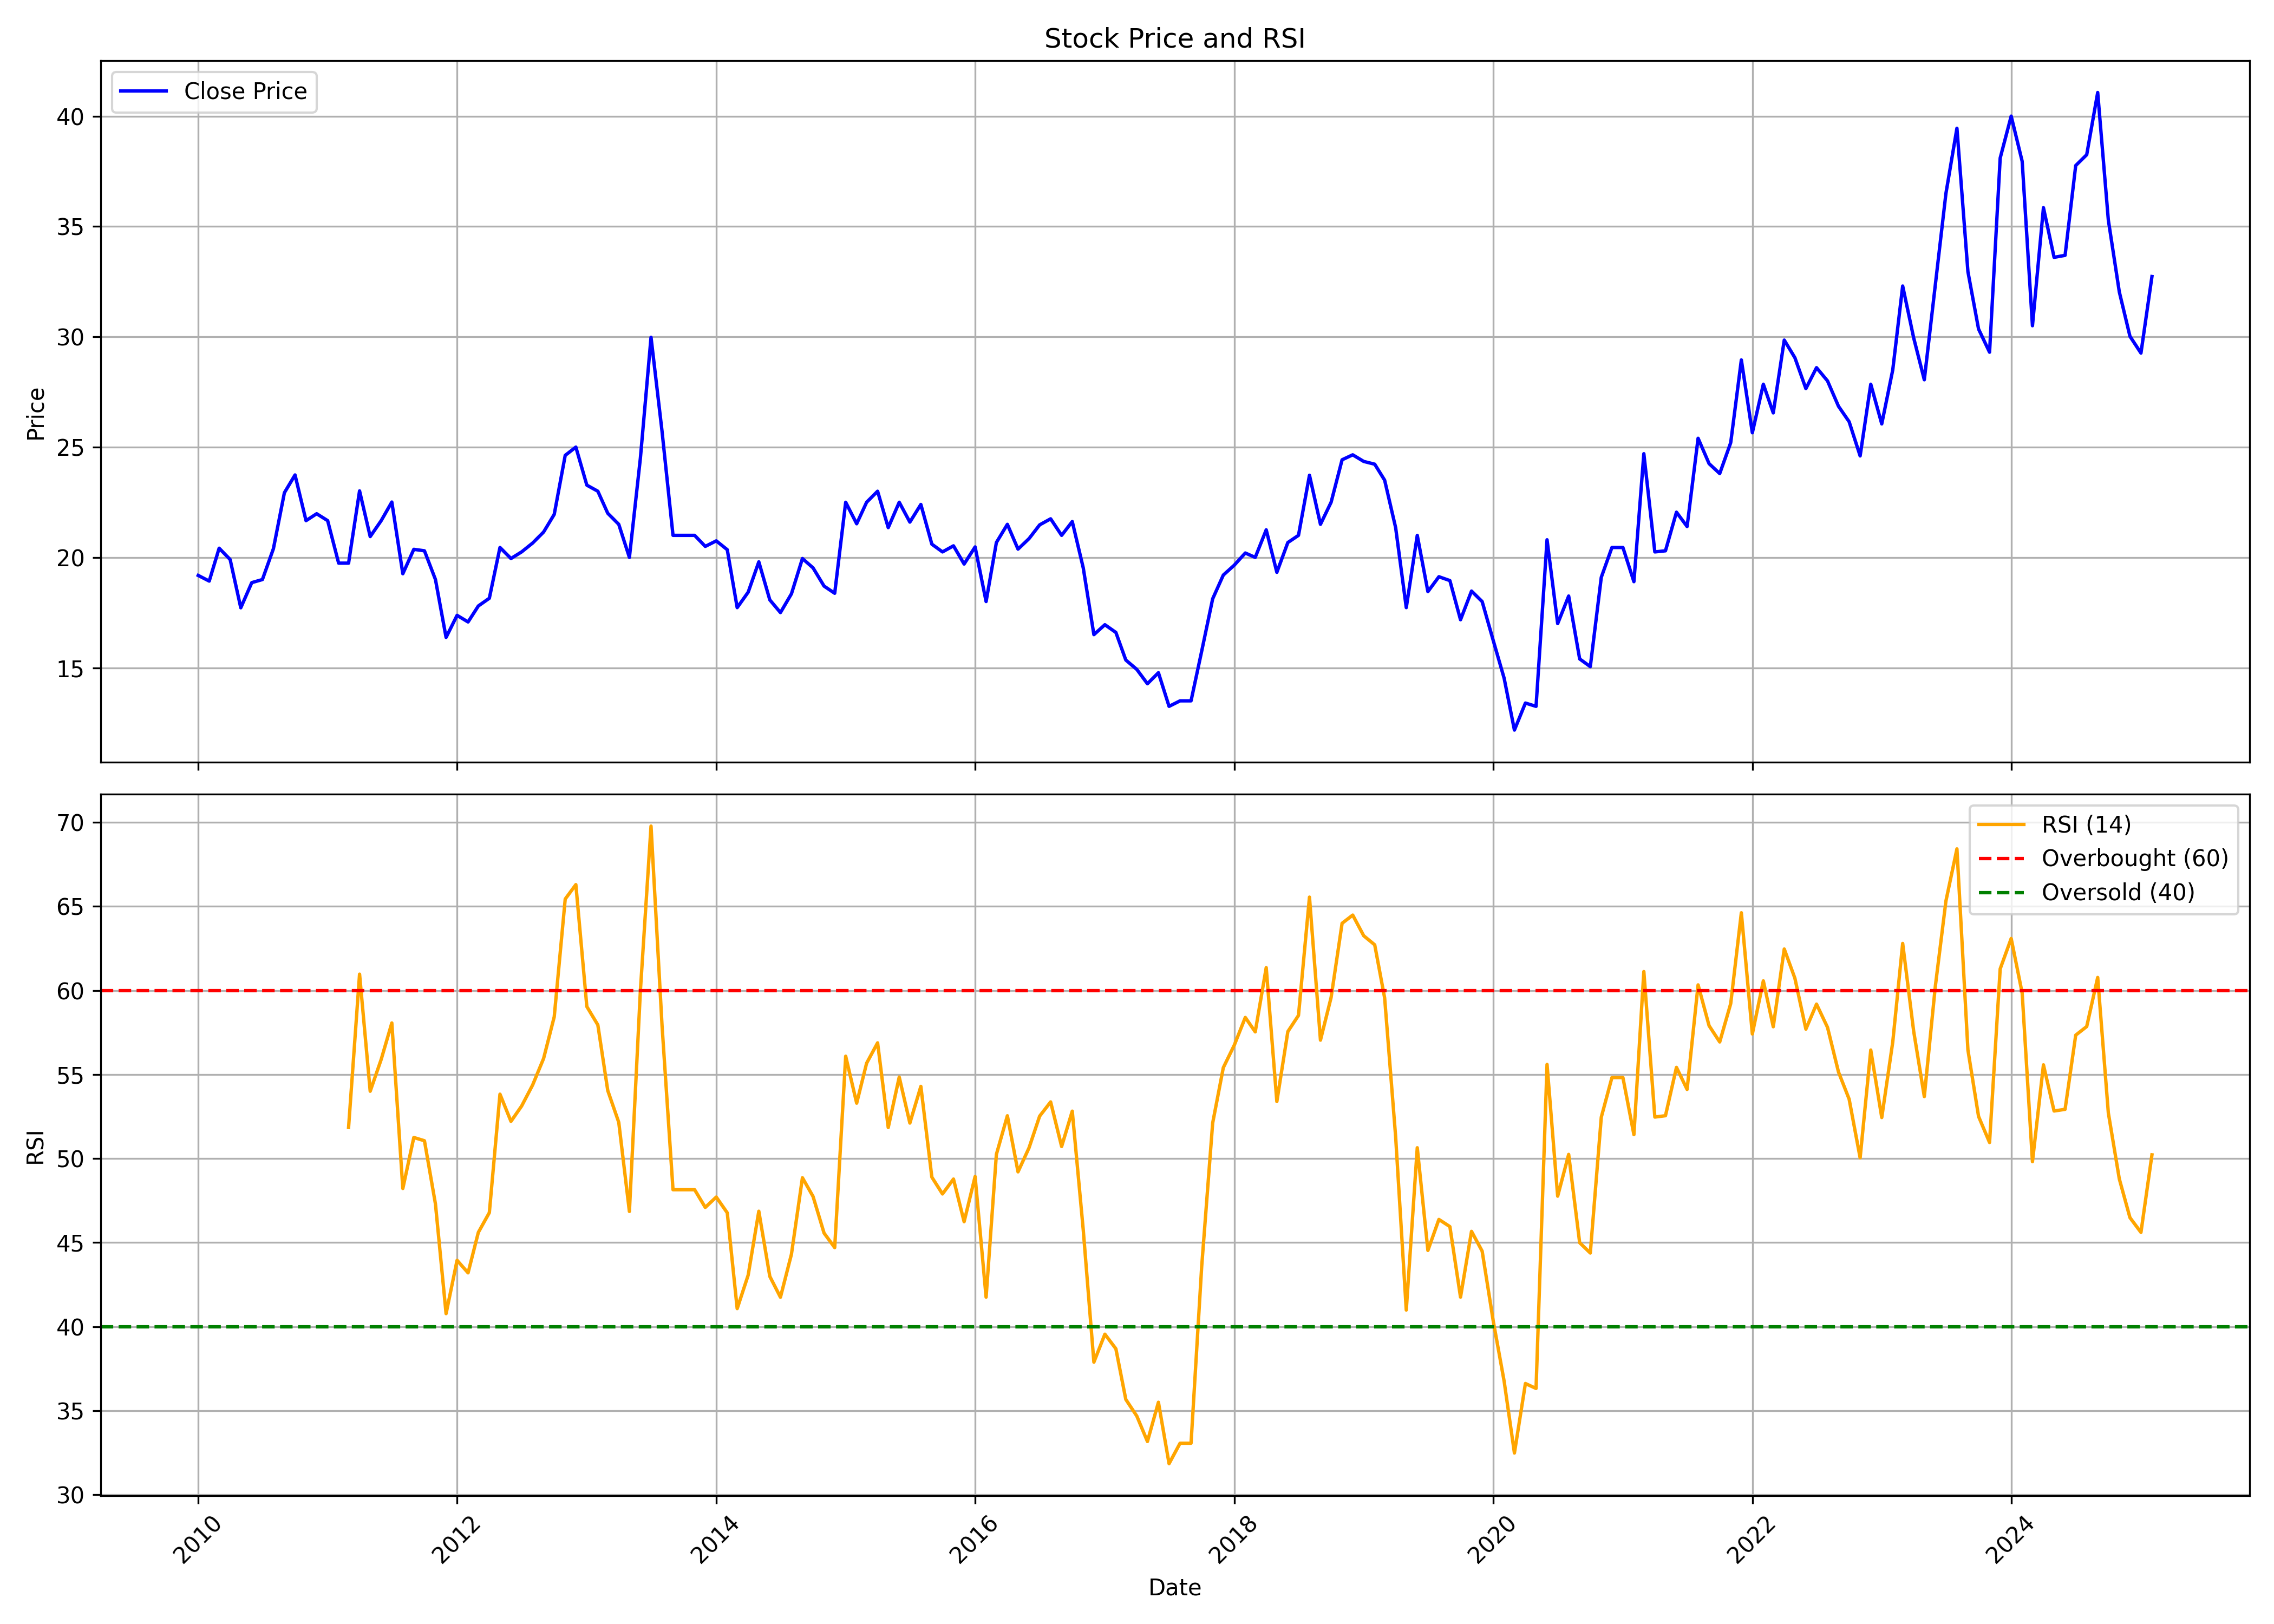 Stock Price and RSI
Close Price
40
35
30
25
20
15
Price
RSI (14)
Overbought (60)
Oversold (40)
70
65
60
55
50
45
40
35
30
RSI
2010
2012
2014
2016
2018
2020
2022
2024
Date